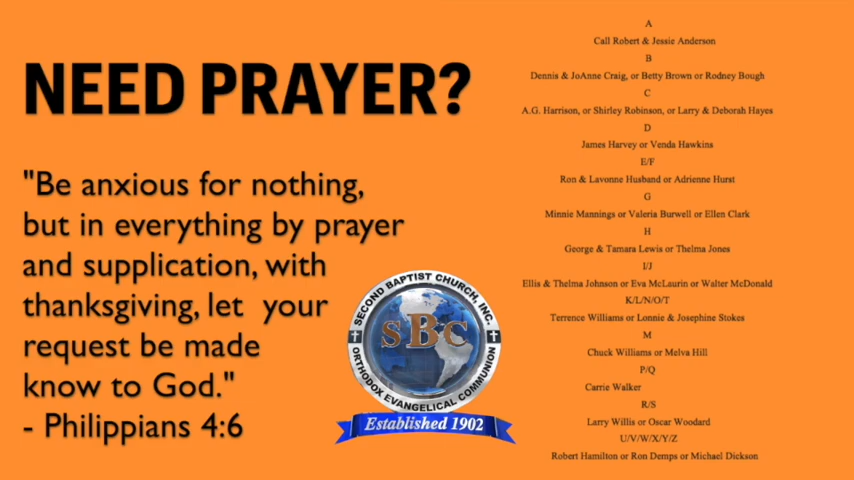 NEED PRAYER?
"Be anxious for nothing,
but in everything by prayer
and supplication, with
thanksgiving, let your
request be made
know to God."
- Philippians 4:6
SECOND BAPTIST CHURCH, INC.
SBC
ORTHODOX EVANGELICAL COMMUNION
Established 1902
A
Call Robert & Jessie Anderson
B
Dennis & JoAnne Craig, or Betty Brown or Rodney Bough
C
A.G. Harrison, or Shirley Robinson, or Larry & Deborah Hayes
D
James Harvey or Venda Hawkins
E/F
Ron & Lavonne Husband or Adrienne Hurst
G
Minnie Mannings or Valeria Burwell or Ellen Clark
H
George & Tamara Lewis or Thelma Jones
I/J
Ellis & Thelma Johnson or Eva McLaurin or Walter McDonald
K/L/N/O/T
Terrence Williams or Lonnie & Josephine Stokes
M
Chuck Williams or Melva Hill
P/Q
Carrie Walker
R/S
Larry Willis or Oscar Woodard
U/V/W/X/Y/Z
Robert Hamilton or Ron Demps or Michael Dickson